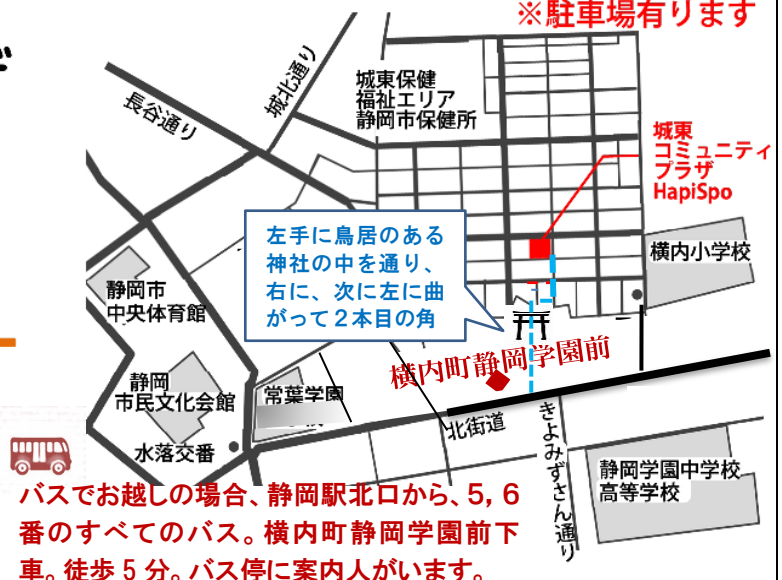 ※駐車場有ります
長谷通り
城北通り
城東保健
福祉エリア
静岡市保健所
城東
コミュニティ
プラザ
HapiSpo
左手に鳥居のある
神社の中を通り、
右に、次に左に曲
がって２本目の角
横内小学校
静岡市
中央体育館
横内町静岡学園前
静岡
市民文化会館
常葉学園
水落交番
北街道
きよみずさん通り
静岡学園中学校
高等学校
バスでお越しの場合、静岡駅北口から、5，6
番のすべてのバス。横内町静岡学園前下
車。徒歩 5 分。バス停に案内人がいます。